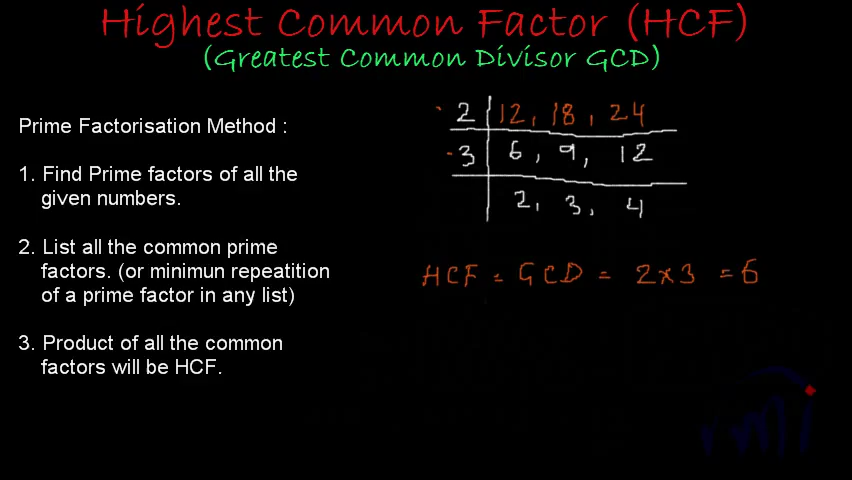 Highest Common Factor (HCF)
(Greatest Common Divisor GCD)
Prime Factorisation Method :
1. Find Prime factors of all the
given numbers.
2. List all the common prime
factors. (or minimun repeatition
of a prime factor in any list)
3. Product of all the common
factors will be HCF.
2 | 12, 18, 24
3 | 6, 9, 12
| 2, 3, 4
HCF = GCD = 2×3 = 6